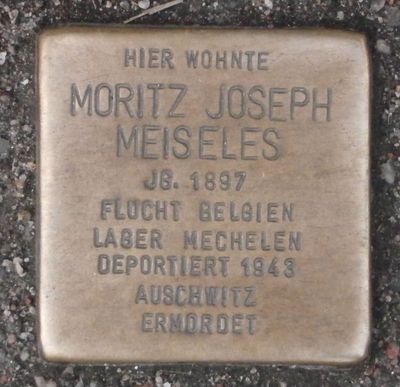 HIER WOHNTE
MORITZ JOSEPH
MEISELES
JG. 1897
FLUCHT BELGIEN
LAGER MECHELEN
DEPORTIERT 1943
AUSCHWITZ
ERMORDET